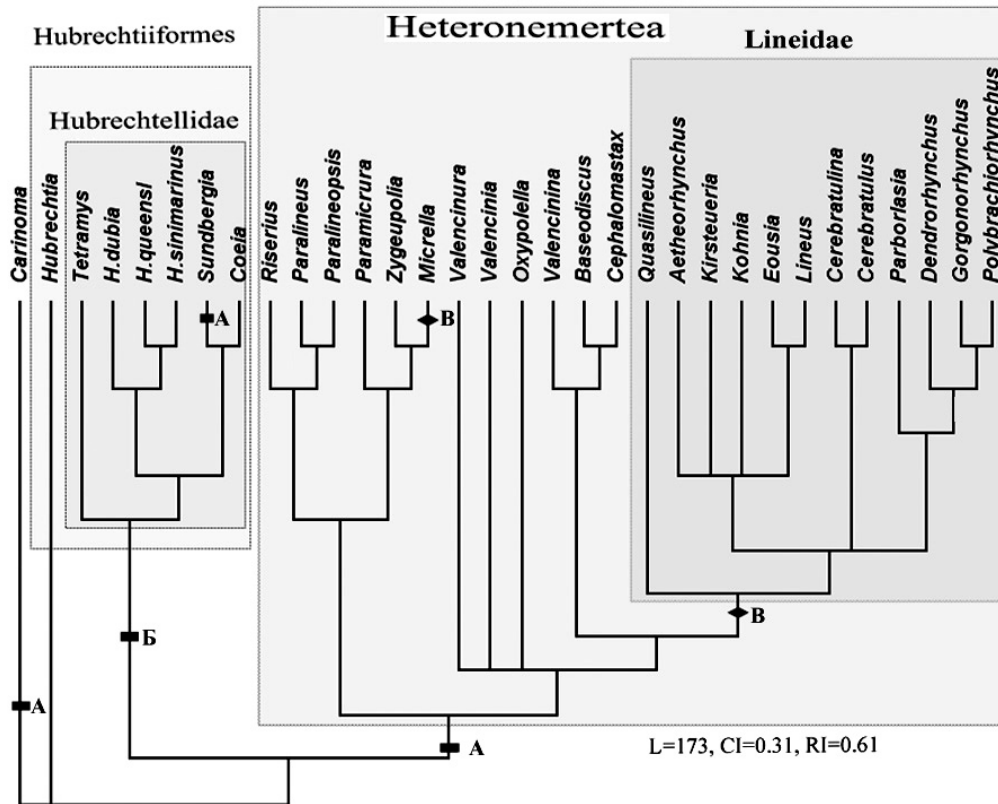 Hubrechtiiformes
Heteronemertea
Lineidae
Hubrechtellidae
Carinoma
Hubrechtia
Tetramys
H.dubia
H.queensl
H.sinimarinus
Sundbergia
Coeia
Riserius
Paralineus
Paralineopsis
Paramicrura
Zygeupolia
Micrella
Valencinura
Valencinia
Oxypolella
Valencinina
Baseodiscus
Cephalomastax
Quasilineus
Aetheorhynchus
Kirsteueria
Kohnia
Eousia
Lineus
Cerebratulina
Cerebratulus
Parborlasia
Dendrorhynchus
Gorgonorhynchus
Polybrachiorhynchus
А
В
В
Б
А
А
L=173, CI=0.31, RI=0.61